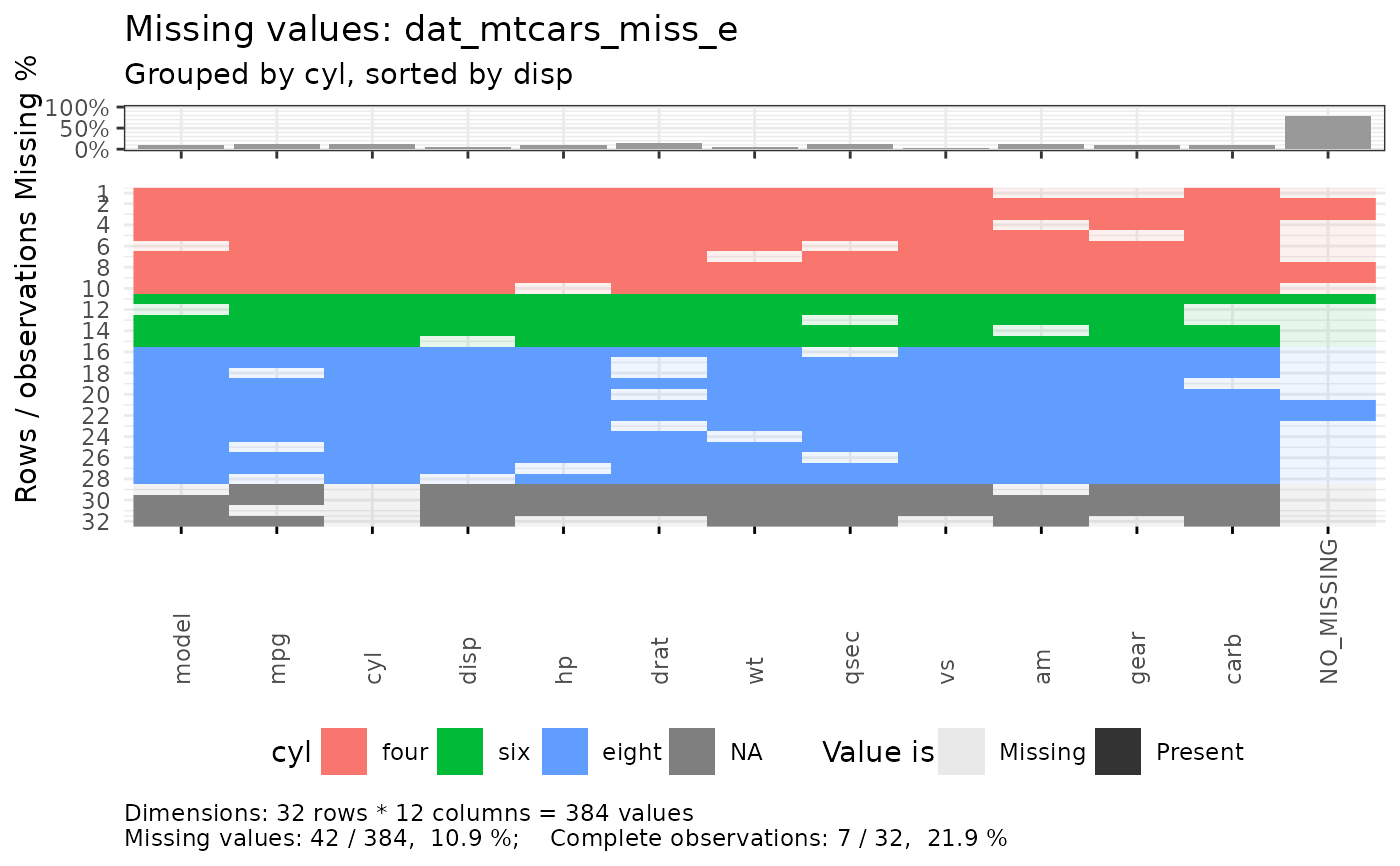 Missing values: dat_mtcars_miss_e
Grouped by cyl, sorted by disp
Missing %
100%
50%
0%
Rows / observations
1
2
4
6
8
10
12
14
16
18
20
22
24
26
28
30
32
model
mpg
cyl
disp
hp
drat
wt
qsec
vs
am
gear
carb
NO_MISSING
cyl four six eight NA Value is Missing Present
Dimensions: 32 rows * 12 columns = 384 values
Missing values: 42 / 384,  10.9 %;    Complete observations: 7 / 32,  21.9 %